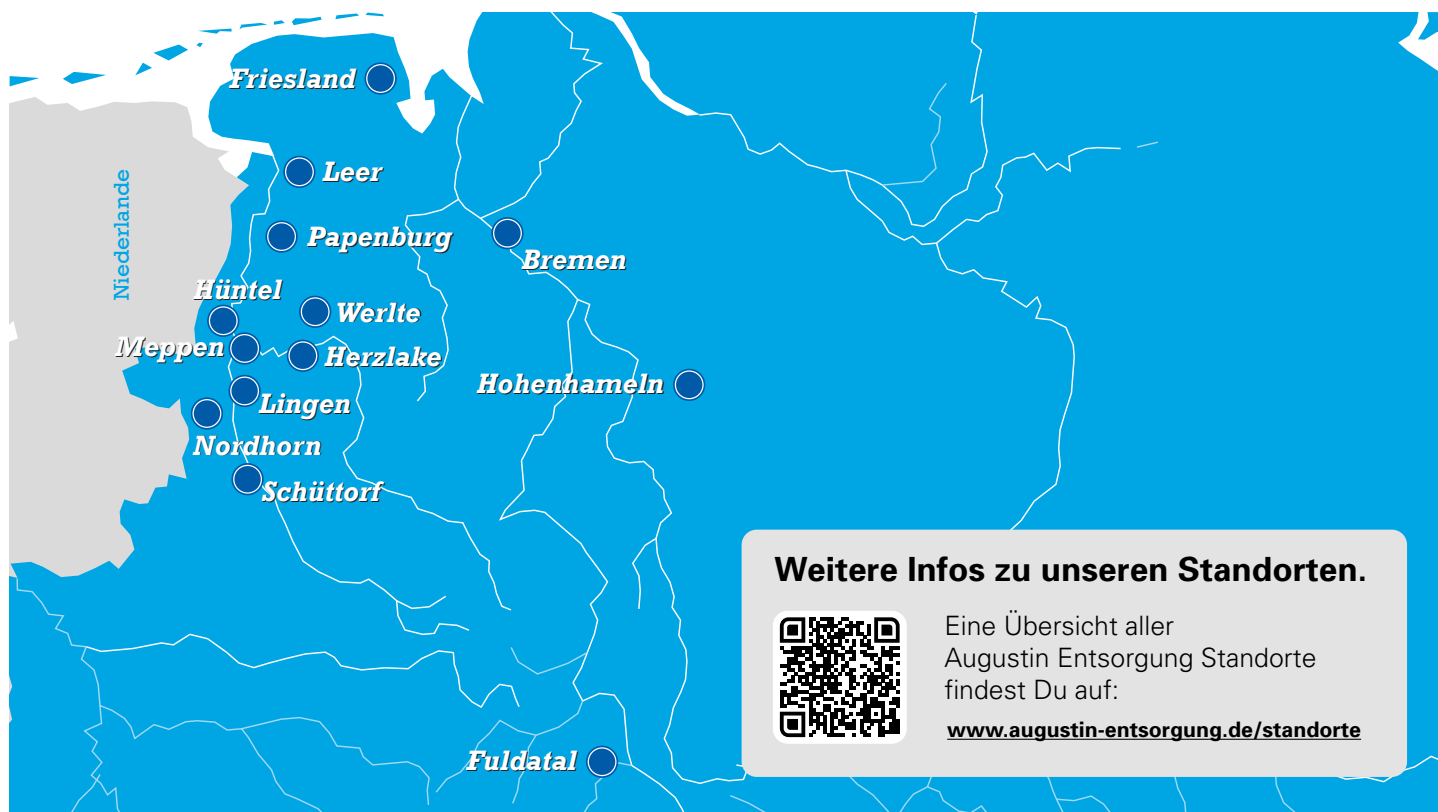 Friesland
Leer
Niederlande
Papenburg
Bremen
Hüntel
Werlte
Meppen
Herzlake
Hohenhameln
Lingen
Nordhorn
Schüttorf
Weitere Infos zu unseren Standorten.
Eine Übersicht aller
Augustin Entsorgung Standorte
findest Du auf:
www.augustin-entsorgung.de/standorte
Fuldatal